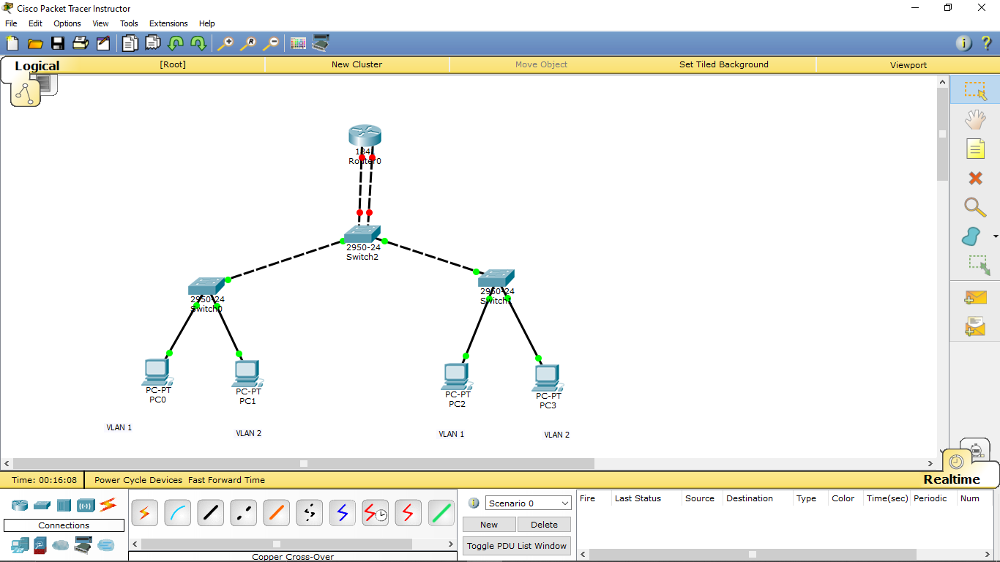 Cisco Packet Tracer Instructor
File Edit Options View Tools Extensions Help
Logical [Root] New Cluster Move Object Set Tiled Background Viewport
1841
Router0
2950-24
Switch2
2950-24
Switch0
2950-24
Switch1
PC-PT
PC0
PC-PT
PC1
PC-PT
PC2
PC-PT
PC3
VLAN 1
VLAN 2
VLAN 1
VLAN 2
Time: 00:16:08 Power Cycle Devices Fast Forward Time
Realtime
Connections
Copper Cross-Over
Scenario 0
New Delete
Toggle PDU List Window
Fire Last Status Source Destination Type Color Time(sec) Periodic Num